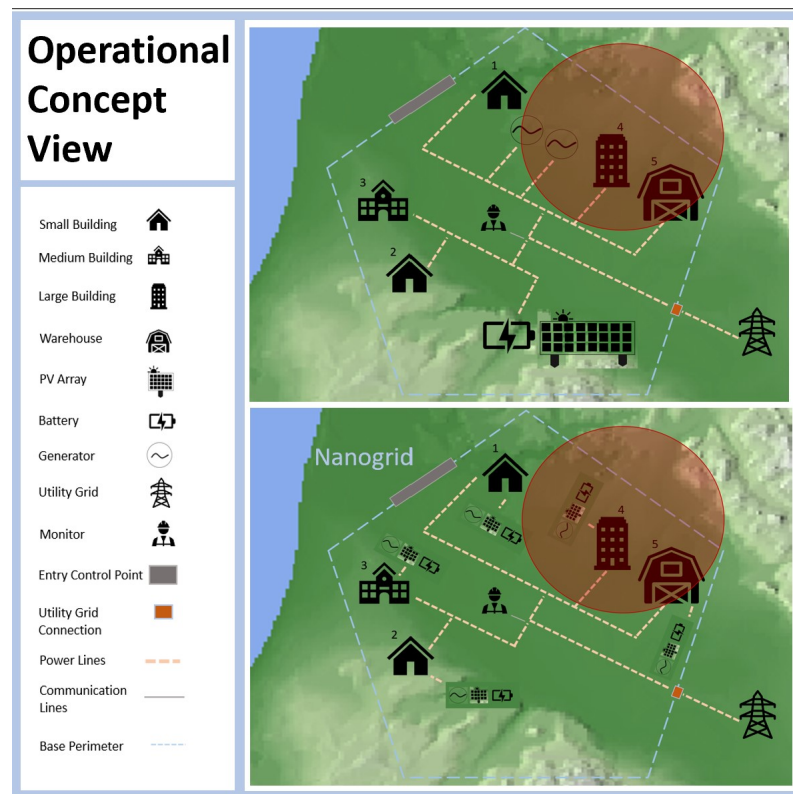 Operational
Concept
View
Small Building
Medium Building
Large Building
Warehouse
PV Array
Battery
Generator
Utility Grid
Monitor
Entry Control Point
Utility Grid
Connection
Power Lines
Communication
Lines
Base Perimeter
1
4
5
3
2
Nanogrid
1
4
5
3
2